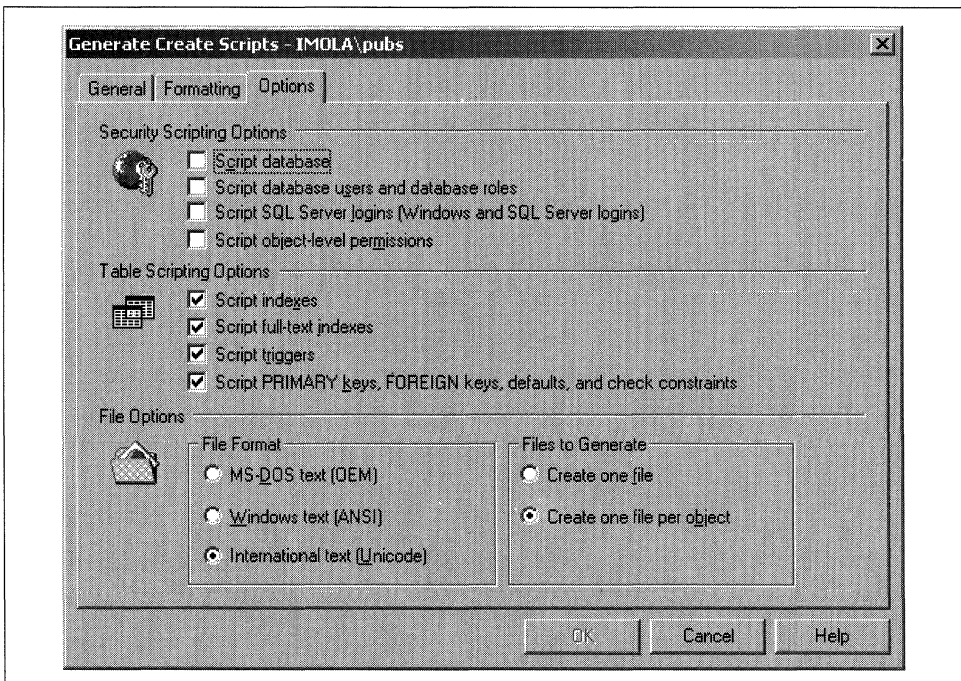 Generate Create Scripts - IMOLA\pubs
General Formatting Options
Security Scripting Options
Script database
Script database users and database roles
Script SQL Server logins (Windows and SQL Server logins)
Script object-level permissions
Table Scripting Options
Script indexes
Script full-text indexes
Script triggers
Script PRIMARY keys, FOREIGN keys, defaults, and check constraints
File Options
File Format
MS-DOS text (OEM)
Windows text (ANSI)
International text (Unicode)
Files to Generate
Create one file
Create one file per object
OK Cancel Help